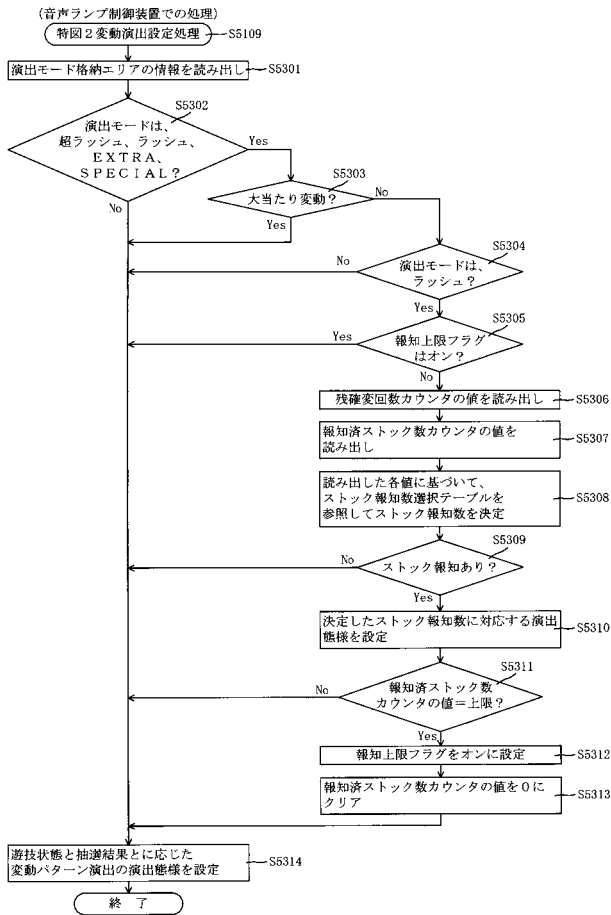 (音声ランプ制御装置での処理)
特図2変動演出設定処理
S5109
演出モード格納エリアの情報を読み出し
S5301
S5302
演出モードは、
超ラッシュ、ラッシュ、
EXTRA、
SPECIAL?
Yes
No
S5303
大当たり変動?
No
Yes
S5304
演出モードは、
ラッシュ?
No
Yes
S5305
報知上限フラグ
はオン?
Yes
No
残確変回数カウンタの値を読み出し
S5306
報知済ストック数カウンタの値を
読み出し
S5307
読み出した各値に基づいて、
ストック報知数選択テーブルを
参照してストック報知数を決定
S5308
S5309
ストック報知あり?
No
Yes
決定したストック報知数に対応する演出
態様を設定
S5310
S5311
報知済ストック数
カウンタの値=上限?
No
Yes
報知上限フラグをオンに設定
S5312
報知済ストック数カウンタの値を0に
クリア
S5313
遊技状態と抽選結果とに応じた
変動パターン演出の演出態様を設定
S5314
終 了